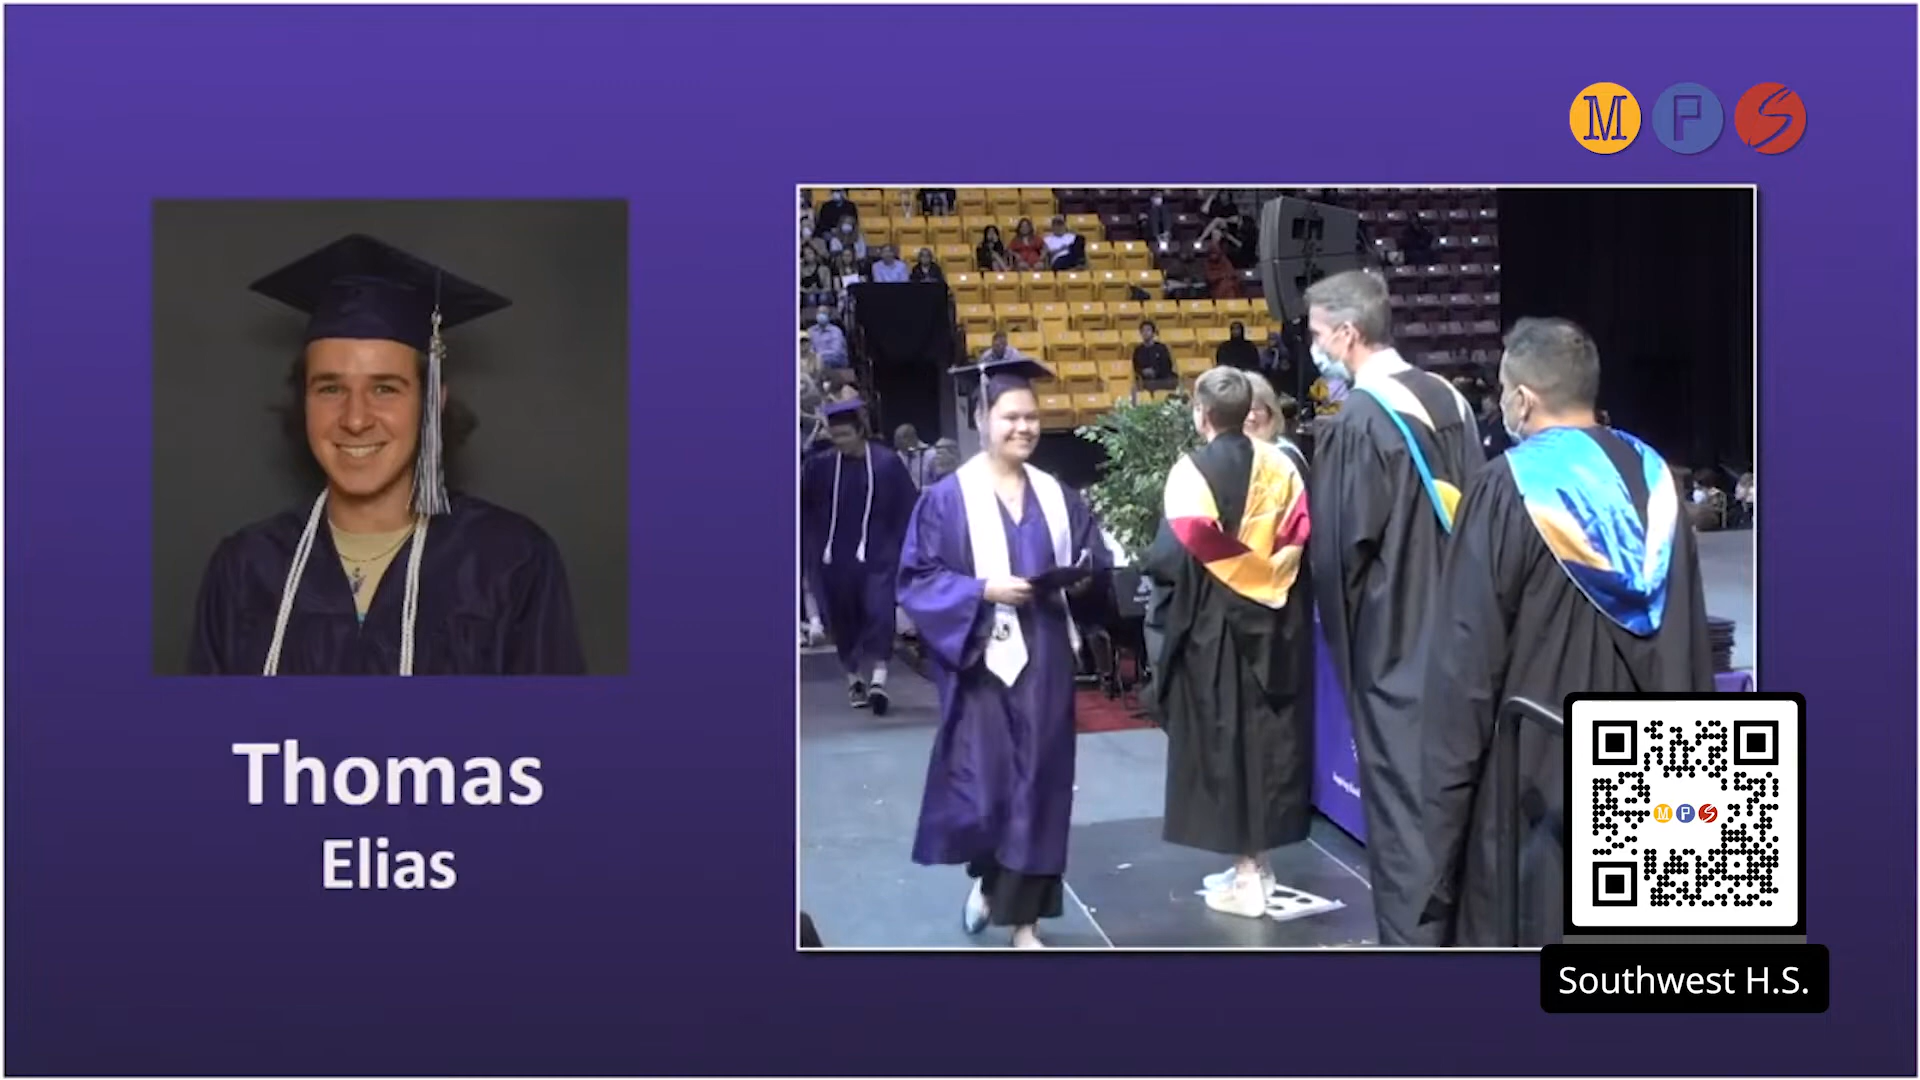 M P S
Thomas
Elias
M P S
Southwest H.S.